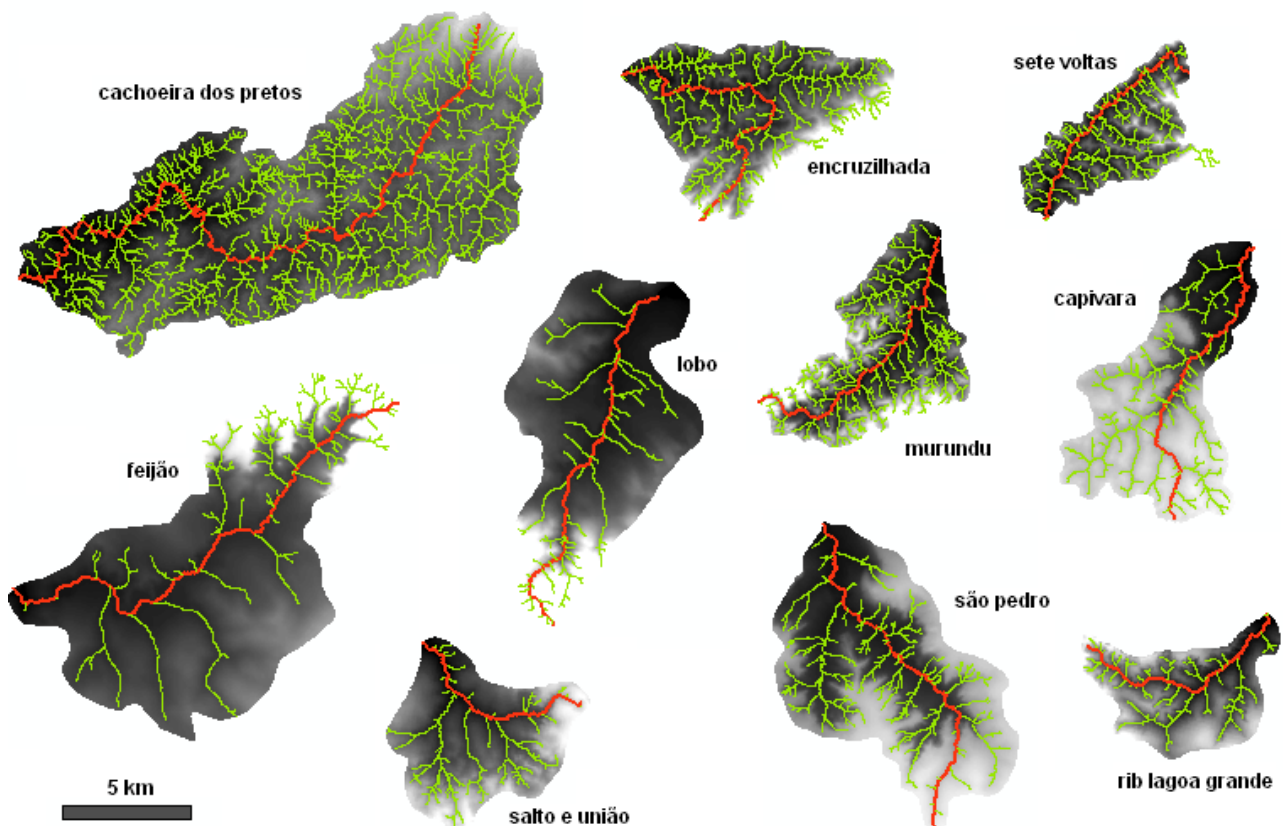 cachoeira dos pretos
encruzilhada
sete voltas
lobo
murundu
capivara
feijão
são pedro
salto e união
rib lagoa grande
5 km